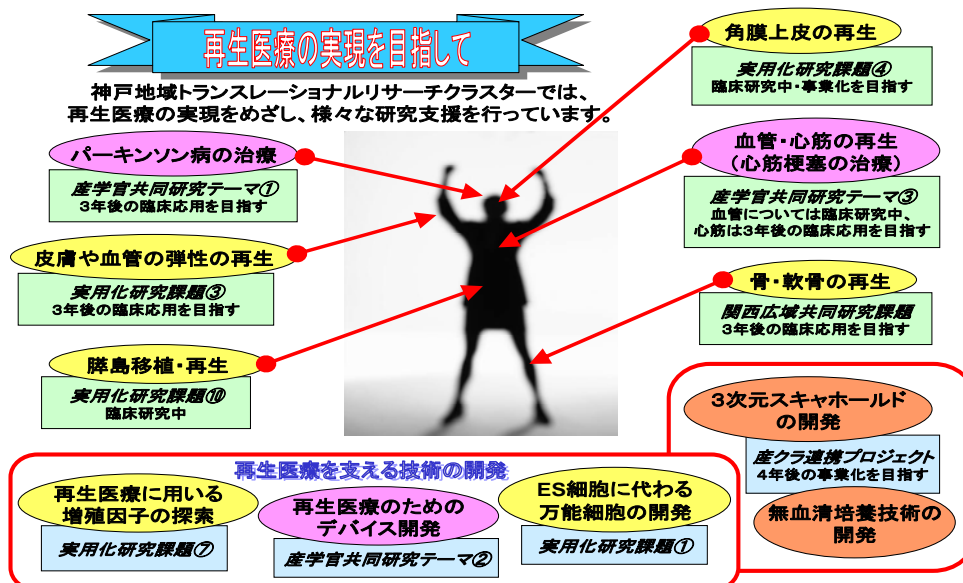 再生医療の実現を目指して
神戸地域トランスレーショナルリサーチクラスターでは、
再生医療の実現をめざし、様々な研究支援を行っています。
パーキンソン病の治療
産学官共同研究テーマ①
3年後の臨床応用を目指す
皮膚や血管の弾性の再生
実用化研究課題③
3年後の臨床応用を目指す
膵島移植・再生
実用化研究課題⑩
臨床研究中
角膜上皮の再生
実用化研究課題④
臨床研究中・事業化を目指す
血管・心筋の再生
（心筋梗塞の治療）
産学官共同研究テーマ③
血管については臨床研究中、
心筋は3年後の臨床応用を目指す
骨・軟骨の再生
関西広域共同研究課題
3年後の臨床応用を目指す
3次元スキャホールド
の開発
産クラ連携プロジェクト
4年後の事業化を目指す
無血清培養技術の
開発
再生医療を支える技術の開発
再生医療に用いる
増殖因子の探索
実用化研究課題⑦
再生医療のための
デバイス開発
産学官共同研究テーマ②
ES細胞に代わる
万能細胞の開発
実用化研究課題①